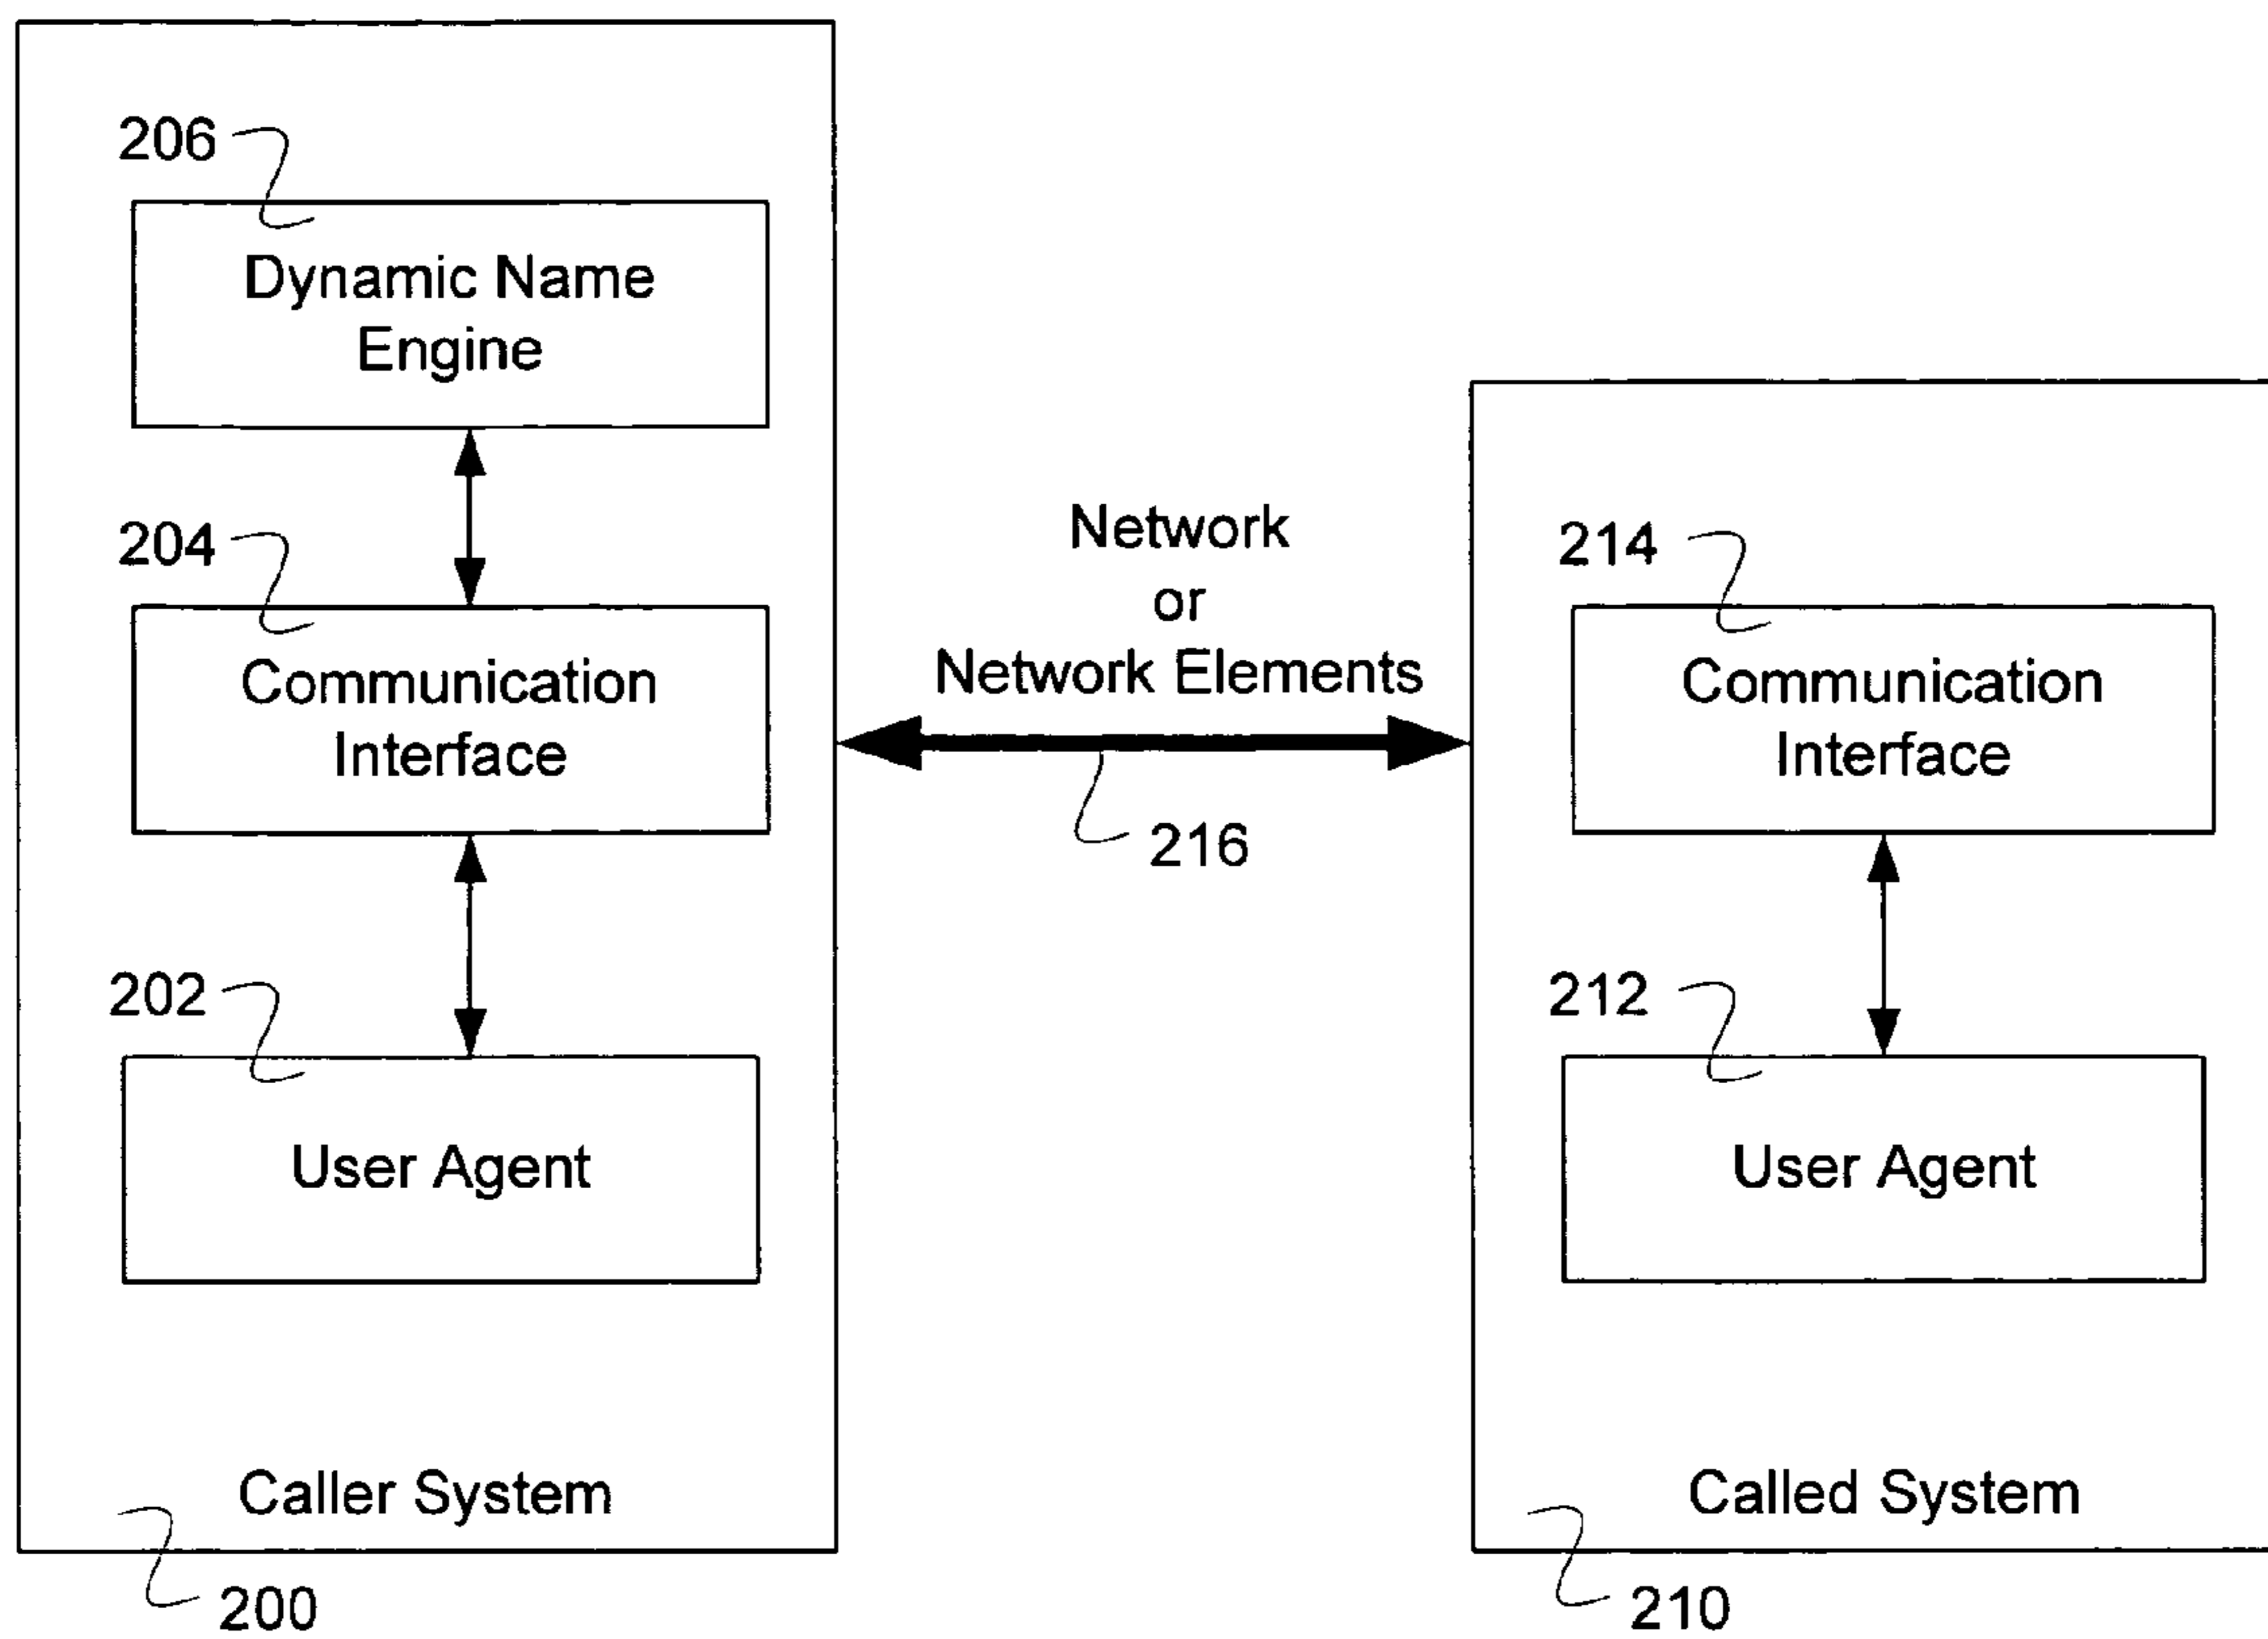 206
Dynamic Name
Engine
204
Communication
Interface
202
User Agent
Caller System
200
Network
or
Network Elements
216
214
Communication
Interface
212
User Agent
Called System
210